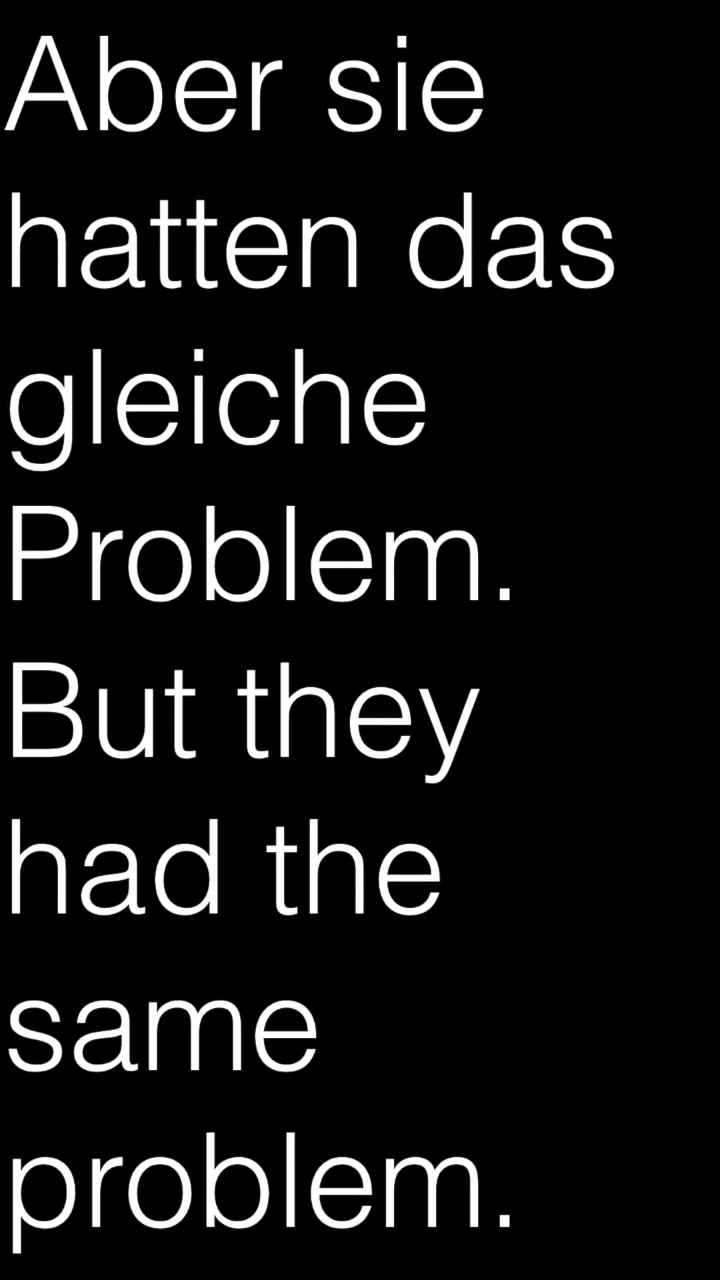 Aber sie
hatten das
gleiche
Problem.
But they
had the
same
problem.